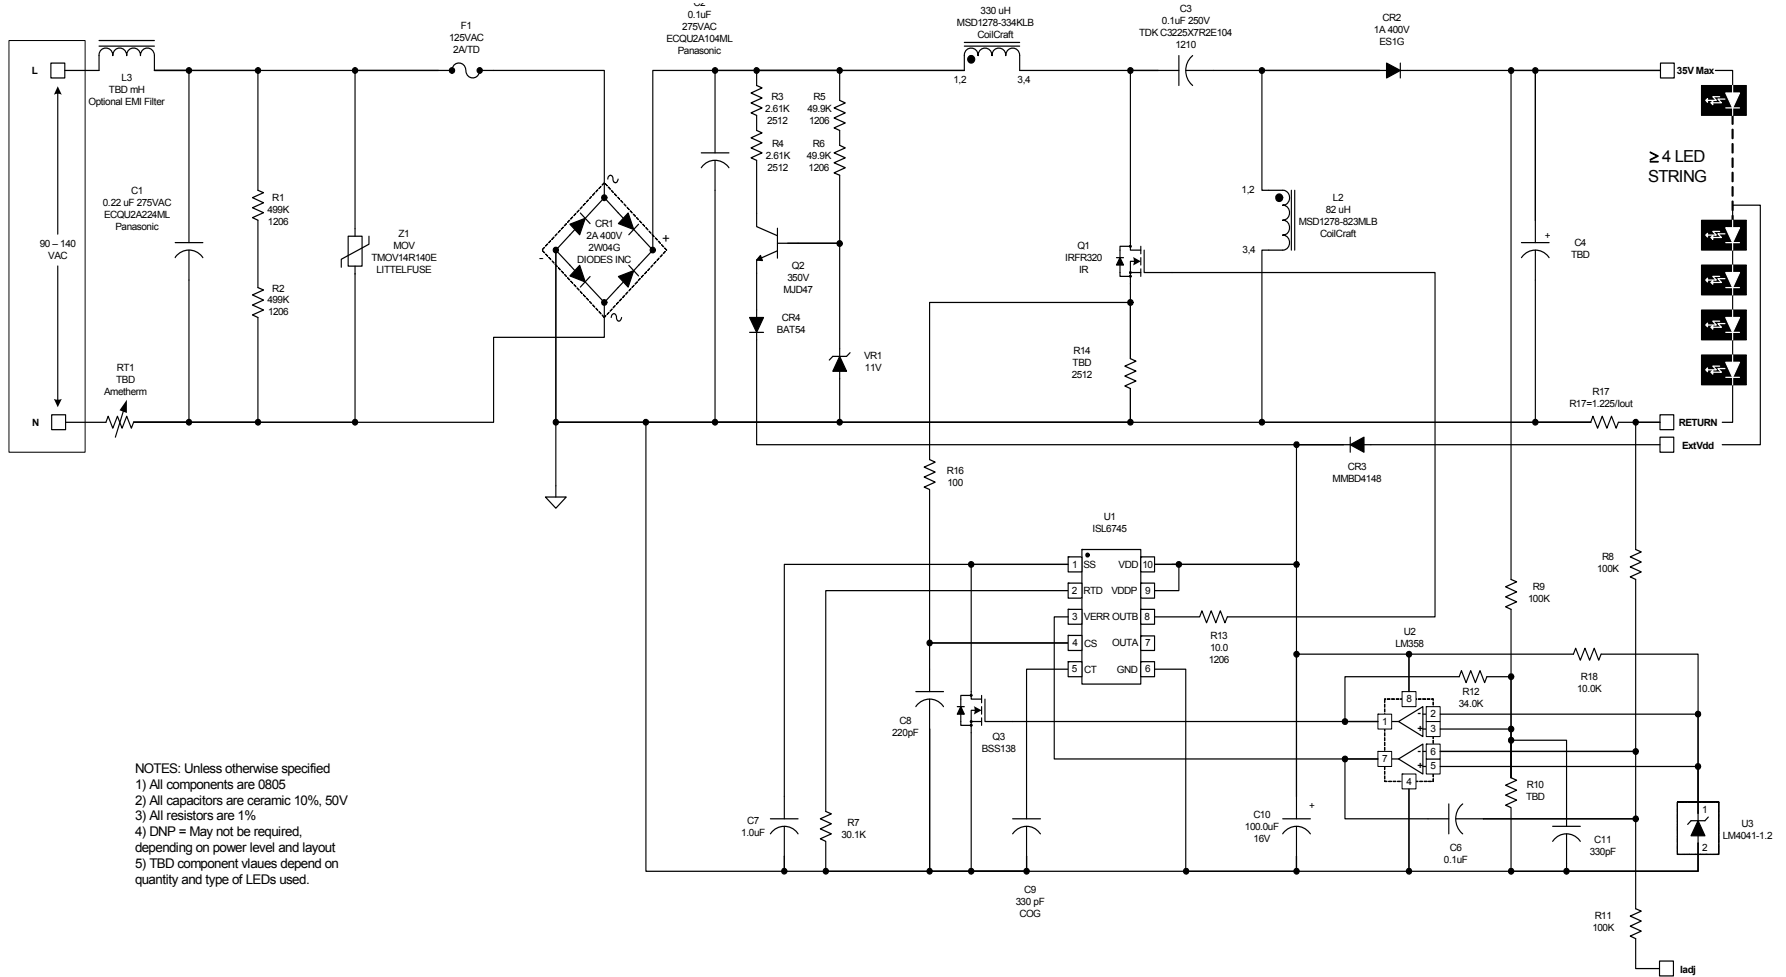 L
N
90 – 140
VAC
L3
TBD mH
Optional EMI Filter
C1
0.22 uF 275VAC
ECQU2A224ML
Panasonic
R1
499K
1206
R2
499K
1206
RT1
TBD
Ametherm
Z1
MOV
TMOV14R140E
LITTELFUSE
F1
125VAC
2A/TD
CR1
2A 400V
2W04G
DIODES INC
-
+
C2
0.1uF
275VAC
ECQU2A104ML
Panasonic
R3
2.61K
2512
R4
2.61K
2512
R5
49.9K
1206
R6
49.9K
1206
Q2
350V
MJD47
CR4
BAT54
VR1
11V
330 uH
MSD1278-334KLB
CoilCraft
1,2
3,4
C3
0.1uF 250V
TDK C3225X7R2E104
1210
CR2
1A 400V
ES1G
Q1
IRFR320
IR
R14
TBD
2512
1,2
3,4
L2
82 uH
MSD1278-823MLB
CoilCraft
+
C4
TBD
35V Max
≥ 4 LED
STRING
R17
R17=1.225/Iout
RETURN
ExtVdd
CR3
MMBD4148
R16
100
U1
ISL6745
1 SS VDD 10
2 RTD VDDP 9
3 VERR OUTB 8
4 CS OUTA 7
5 CT GND 6
R13
10.0
1206
R9
100K
R8
100K
U2
LM358
R12
34.0K
R18
10.0K
8
1
2
3
7
6
5
4
-
+
-
+
C8
220pF
Q3
BSS138
C7
1.0uF
R7
30.1K
C9
330 pF
COG
C10
100.0uF
16V
+
C6
0.1uF
R10
TBD
C11
330pF
1
2
U3
LM4041-1.2
R11
100K
Iadj
NOTES: Unless otherwise specified
1) All components are 0805
2) All capacitors are ceramic 10%, 50V
3) All resistors are 1%
4) DNP = May not be required,
depending on power level and layout
5) TBD component vlaues depend on
quantity and type of LEDs used.